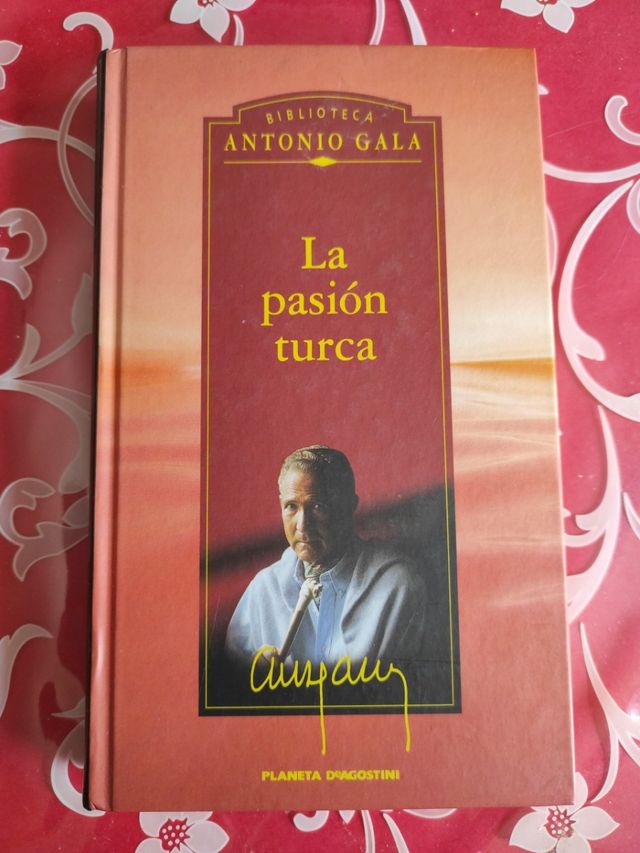 BIBLIOTECA
ANTONIO GALA
La
pasión
turca
PLANETA DeAGOSTINI